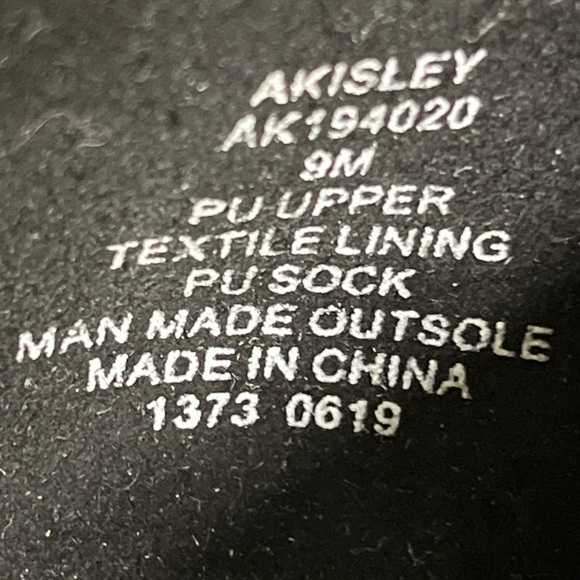 AKISLEY
AK194020
9M
PU UPPER
TEXTILE LINING
PU SOCK
MAN MADE OUTSOLE
MADE IN CHINA
1373 0619